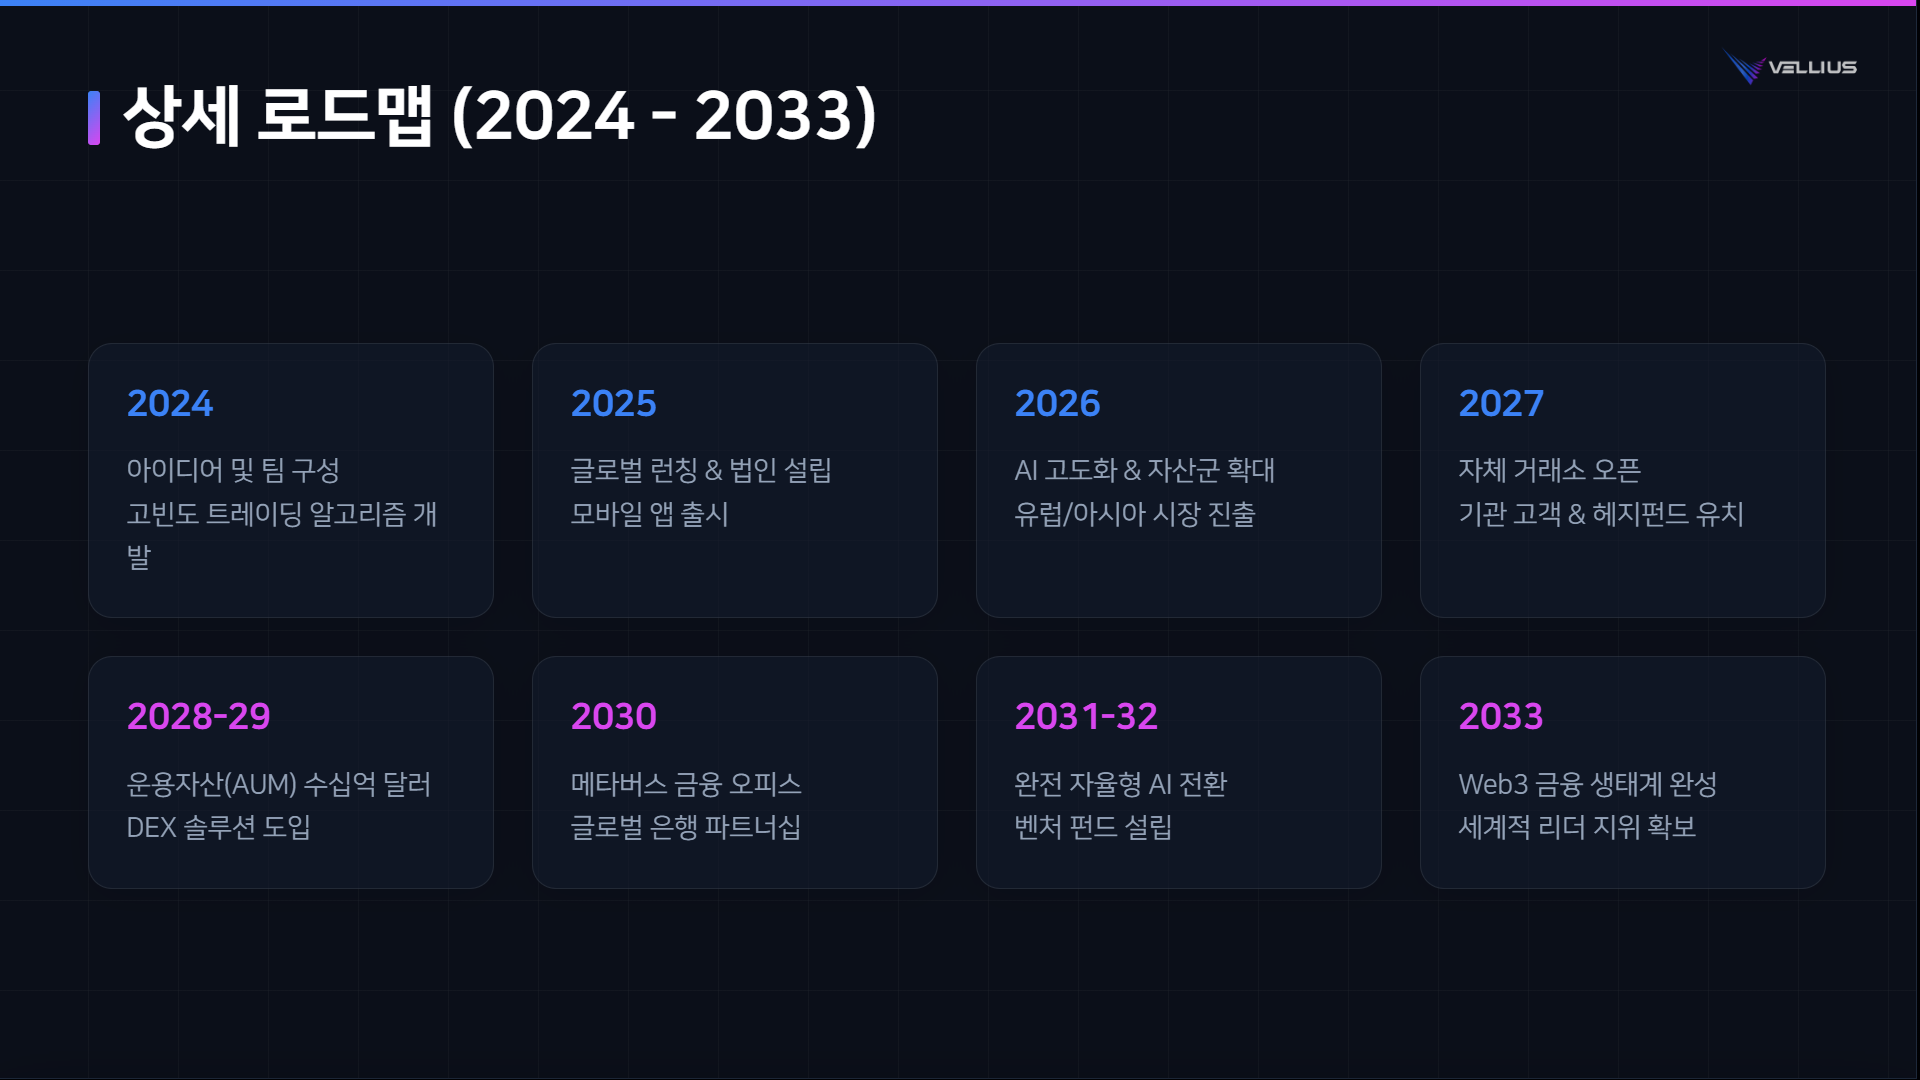 VELLIUS
상세 로드맵 (2024 - 2033)
2024
아이디어 및 팀 구성
고빈도 트레이딩 알고리즘 개
발
2025
글로벌 런칭 & 법인 설립
모바일 앱 출시
2026
AI 고도화 & 자산군 확대
유럽/아시아 시장 진출
2027
자체 거래소 오픈
기관 고객 & 헤지펀드 유치
2028-29
운용자산(AUM) 수십억 달러
DEX 솔루션 도입
2030
메타버스 금융 오피스
글로벌 은행 파트너십
2031-32
완전 자율형 AI 전환
벤처 펀드 설립
2033
Web3 금융 생태계 완성
세계적 리더 지위 확보